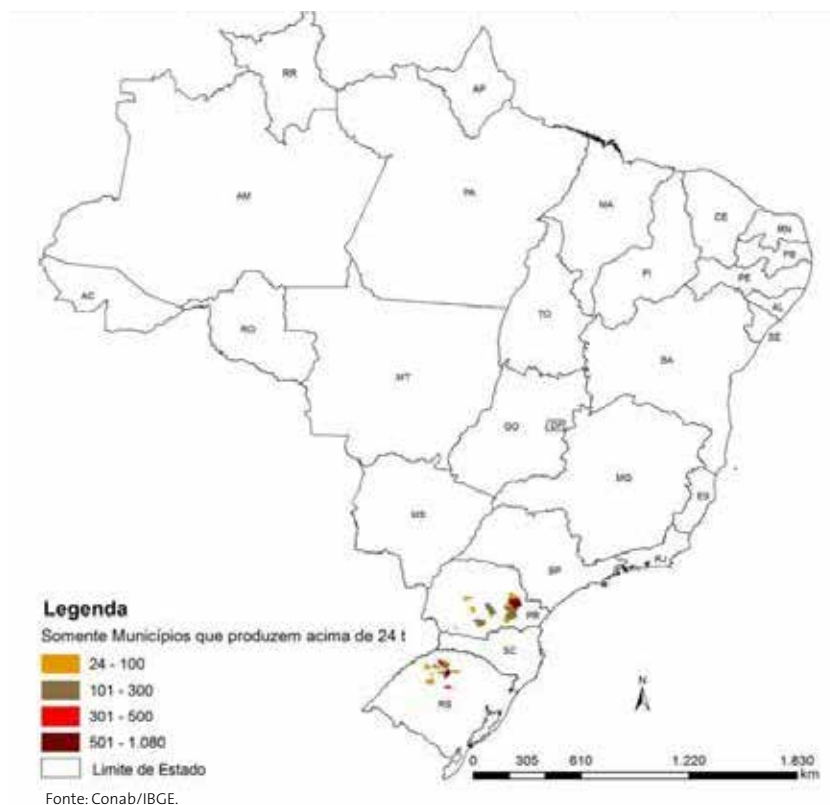 RR
AP
AM
PA
MA
CE
RN
PB
PE
PI
AL
SE
AC
TO
RO
BA
MT
GO
DF
MG
ES
MS
SP
RJ
PR
SC
RS
Legenda
Somente Municípios que produzem acima de 24 t
24 - 100
101 - 300
301 - 500
501 - 1.080
Limite de Estado
N
0 305 610 1.220 1.830
km
Fonte: Conab/IBGE.